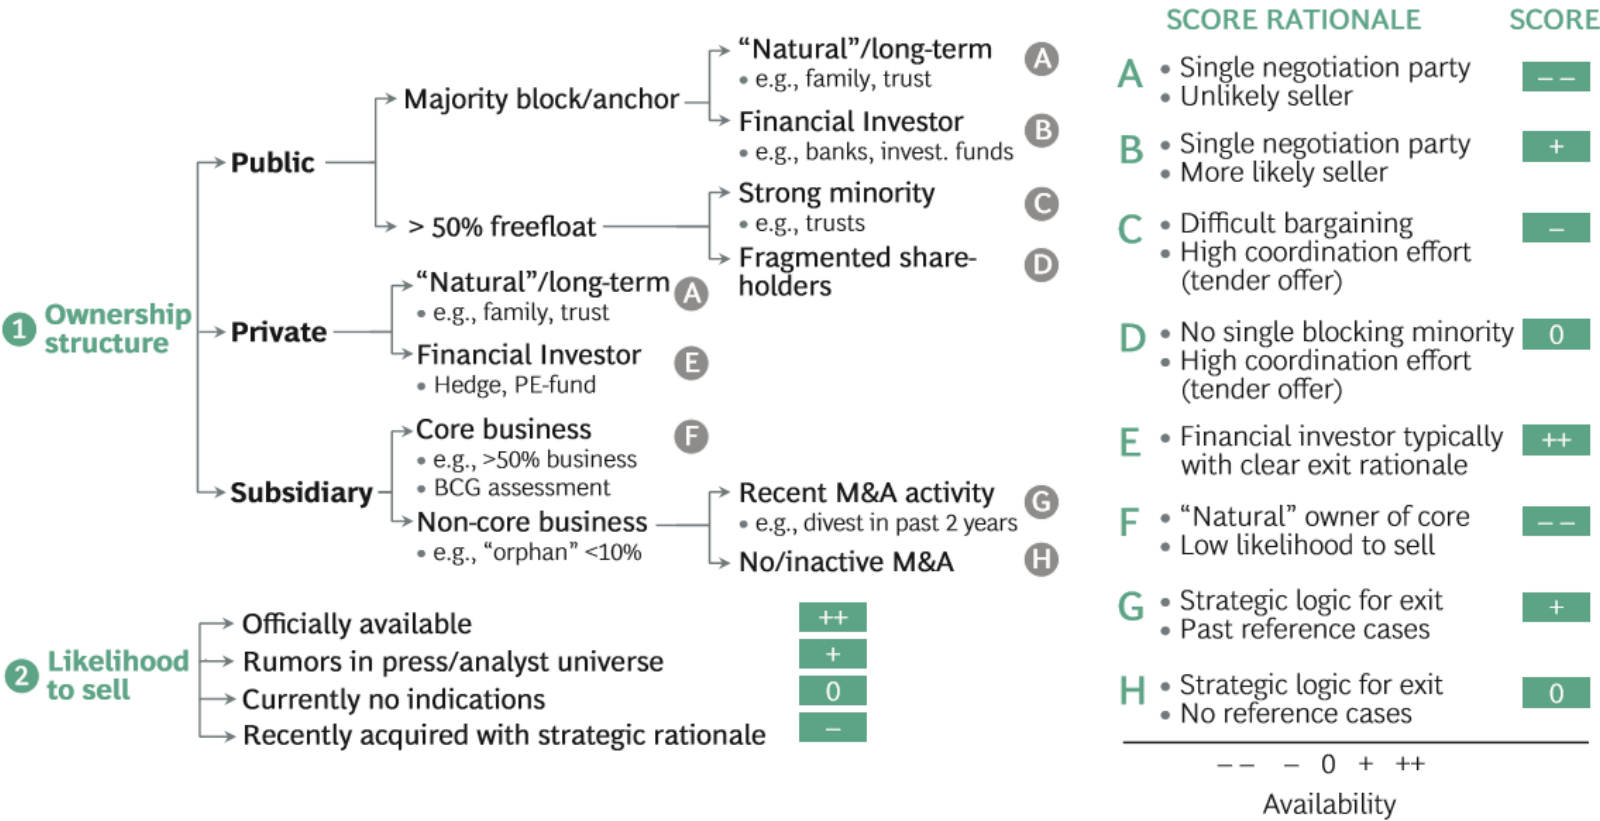 “Natural”/long-term
• e.g., family, trust
A
Majority block/anchor
Financial Investor
• e.g., banks, invest. funds
B
Public
Strong minority
• e.g., trusts
C
> 50% freefloat
Fragmented share-
holders
D
“Natural”/long-term
• e.g., family, trust
A
1 Ownership
structure
Private
Financial Investor
• Hedge, PE-fund
E
Core business
• e.g., >50% business
• BCG assessment
F
Subsidiary
Recent M&A activity
• e.g., divest in past 2 years
G
Non-core business
• e.g., “orphan” <10%
No/inactive M&A
H
2 Likelihood
to sell
Officially available ++
Rumors in press/analyst universe +
Currently no indications 0
Recently acquired with strategic rationale –
SCORE RATIONALE SCORE
A • Single negotiation party – –
• Unlikely seller
B • Single negotiation party +
• More likely seller
C • Difficult bargaining –
• High coordination effort
(tender offer)
D • No single blocking minority 0
• High coordination effort
(tender offer)
E • Financial investor typically ++
with clear exit rationale
F • “Natural” owner of core – –
• Low likelihood to sell
G • Strategic logic for exit +
• Past reference cases
H • Strategic logic for exit 0
• No reference cases
– – – 0 + ++
Availability